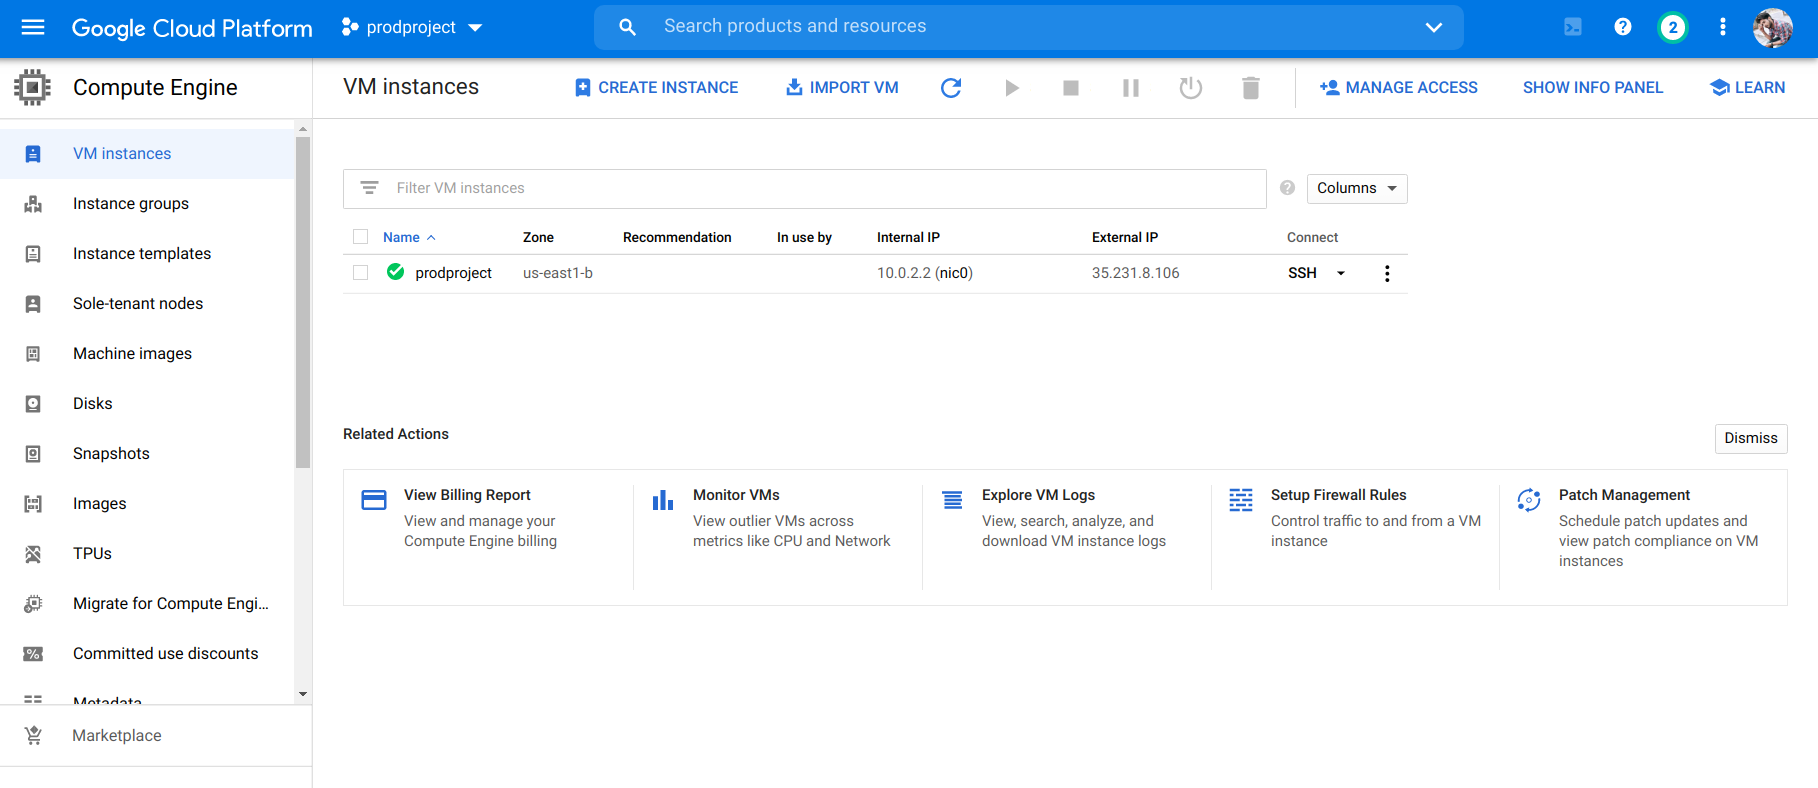 Google Cloud Platform
prodproject
Search products and resources
2
Compute Engine
VM instances
CREATE INSTANCE
IMPORT VM
MANAGE ACCESS
SHOW INFO PANEL
LEARN
VM instances
Instance groups
Instance templates
Sole-tenant nodes
Machine images
Disks
Snapshots
Images
TPUs
Migrate for Compute Engi...
Committed use discounts
Metadata
Marketplace
Filter VM instances
Columns
Name Zone Recommendation In use by Internal IP External IP Connect
prodproject us-east1-b 10.0.2.2 (nic0) 35.231.8.106 SSH
Related Actions
Dismiss
View Billing Report
View and manage your
Compute Engine billing
Monitor VMs
View outlier VMs across
metrics like CPU and Network
Explore VM Logs
View, search, analyze, and
download VM instance logs
Setup Firewall Rules
Control traffic to and from a VM
instance
Patch Management
Schedule patch updates and
view patch compliance on VM
instances